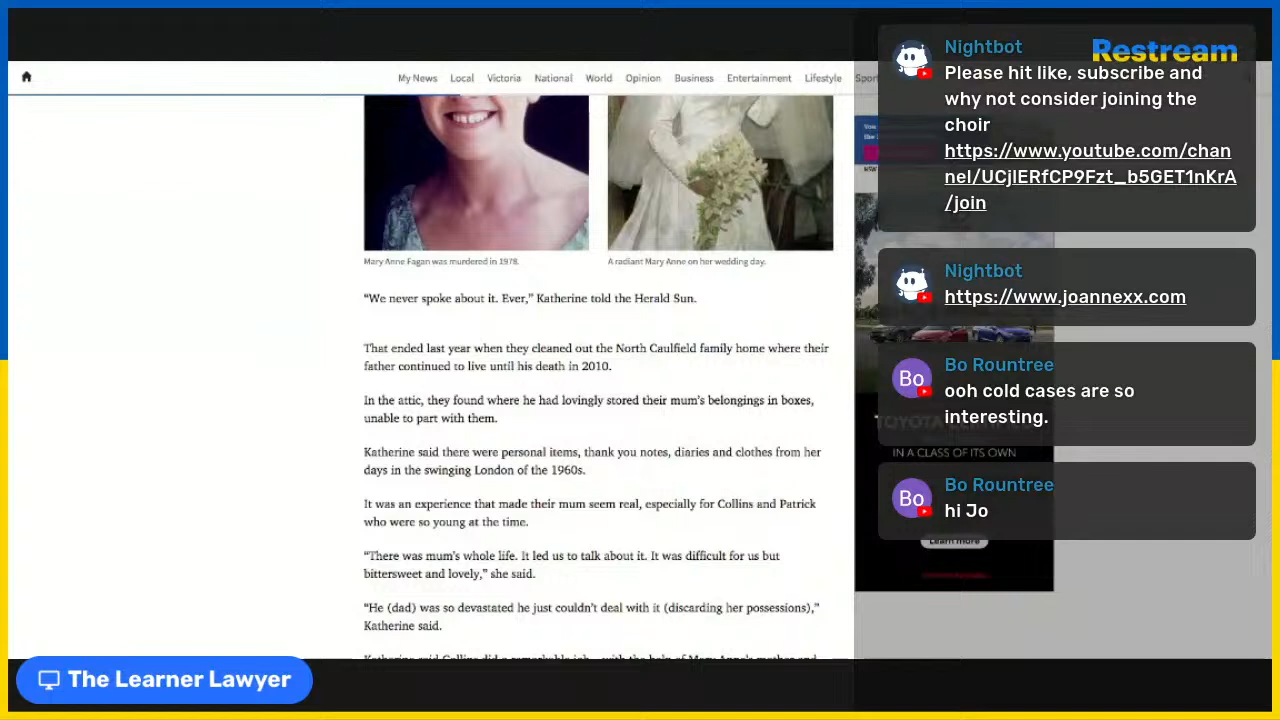 My News Local Victoria National World Opinion Business Entertainment Lifestyle
Mary Anne Fagan was murdered in 1978.
A radiant Mary Anne on her wedding day.
“We never spoke about it. Ever,” Katherine told the Herald Sun.
That ended last year when they cleaned out the North Caulfield family home where their
father continued to live until his death in 2010.
In the attic, they found where he had lovingly stored their mum’s belongings in boxes,
unable to part with them.
Katherine said there were personal items, thank you notes, diaries and clothes from her
days in the swinging London of the 1960s.
It was an experience that made their mum seem real, especially for Collins and Patrick
who were so young at the time.
“There was mum’s whole life. It led us to talk about it. It was difficult for us but
bittersweet and lovely,” she said.
“He (dad) was so devastated he just couldn’t deal with it (discarding her possessions),”
Katherine said.
Restream
Nightbot
Please hit like, subscribe and
why not consider joining the
choir
https://www.youtube.com/chan
nel/UCjlERfCP9Fzt_b5GET1nKrA
/join
Nightbot
https://www.joannexx.com
Bo
Bo Rountree
ooh cold cases are so
interesting.
Bo
Bo Rountree
hi Jo
IN A CLASS OF ITS OWN
Learn more
The Learner Lawyer